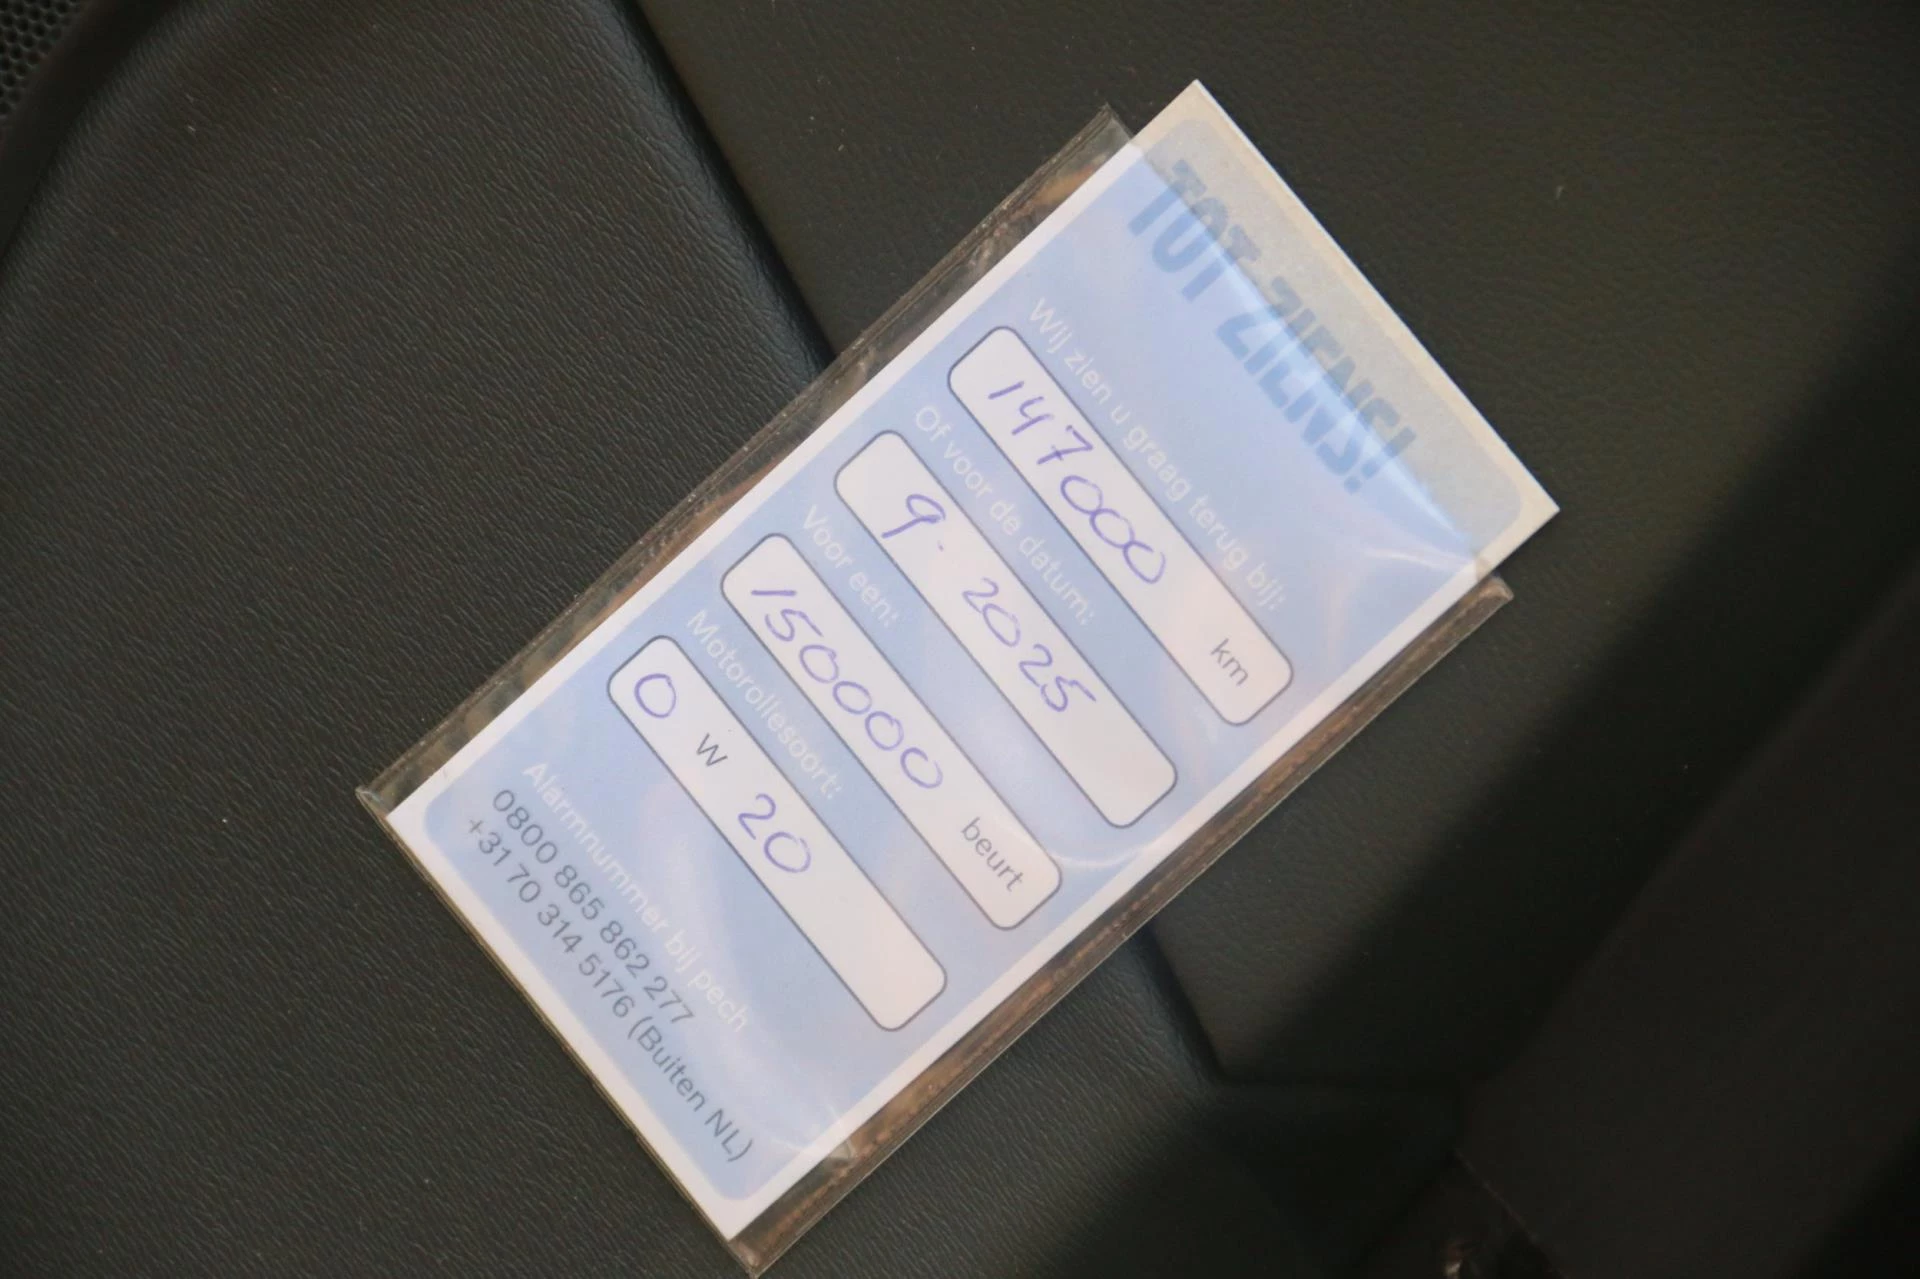 TOT ZIENS!
Wij zien u graag terug bij:
147000 km
Of voor de datum:
9. 2025
Voor een:
150000 beurt
Motoroliesoort:
0 W 20
Alarmnummer bij pech
0800 865 862 277
+31 70 314 5176 (Buiten NL)